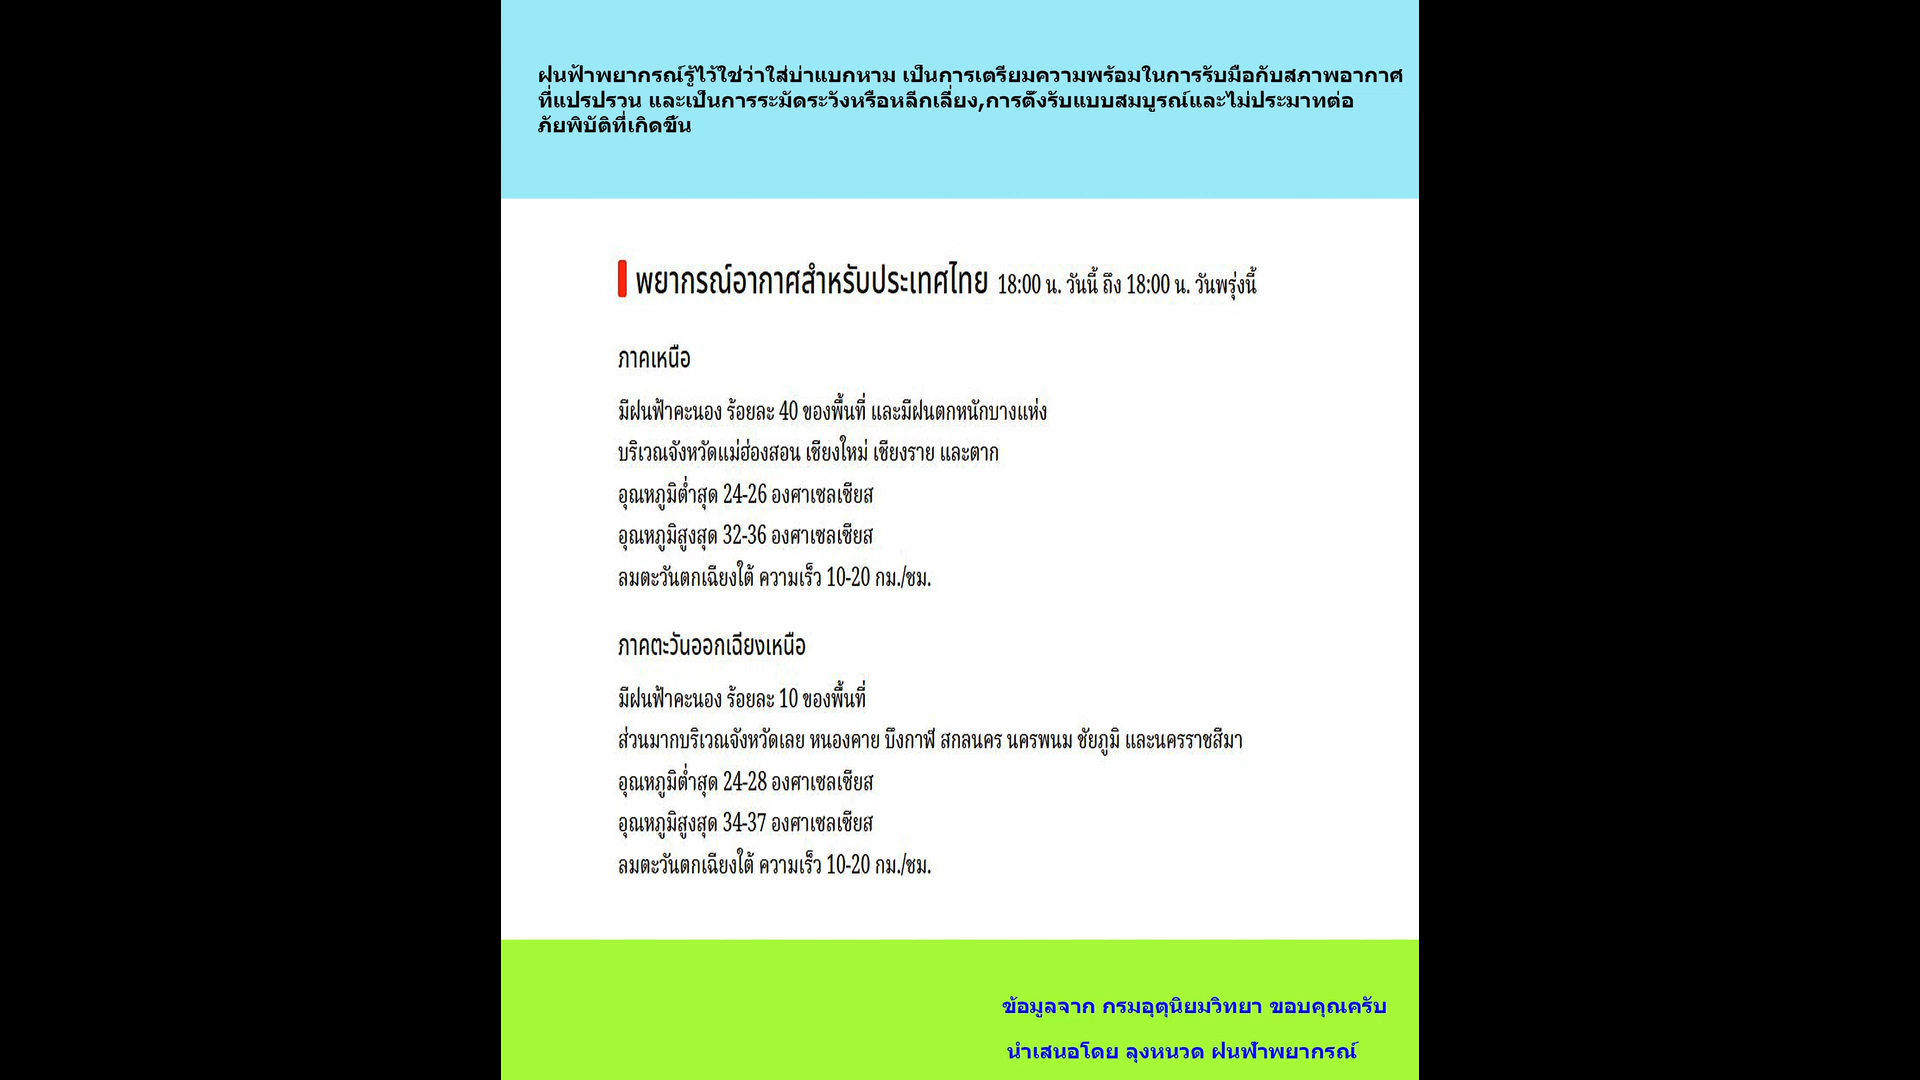 ฝนฟ้าพยากรณ์รู้ไว้ใช่ว่าใส่บ่าแบกหาม เป็นการเตรียมความพร้อมในการรับมือกับสภาพอากาศ
ที่แปรปรวน และเป็นการระมัดระวังหรือหลีกเลี่ยง,การตั้งรับแบบสมบูรณ์และไม่ประมาทต่อ
ภัยพิบัติที่เกิดขึ้น
พยากรณ์อากาศสำหรับประเทศไทย 18:00 น. วันนี้ ถึง 18:00 น. วันพรุ่งนี้
ภาคเหนือ
มีฝนฟ้าคะนอง ร้อยละ 40 ของพื้นที่ และมีฝนตกหนักบางแห่ง
บริเวณจังหวัดแม่ฮ่องสอน เชียงใหม่ เชียงราย และตาก
อุณหภูมิต่ำสุด 24-26 องศาเซลเซียส
อุณหภูมิสูงสุด 32-36 องศาเซลเซียส
ลมตะวันตกเฉียงใต้ ความเร็ว 10-20 กม./ชม.
ภาคตะวันออกเฉียงเหนือ
มีฝนฟ้าคะนอง ร้อยละ 10 ของพื้นที่
ส่วนมากบริเวณจังหวัดเลย หนองคาย บึงกาฬ สกลนคร นครพนม ชัยภูมิ และนครราชสีมา
อุณหภูมิต่ำสุด 24-28 องศาเซลเซียส
อุณหภูมิสูงสุด 34-37 องศาเซลเซียส
ลมตะวันตกเฉียงใต้ ความเร็ว 10-20 กม./ชม.
ข้อมูลจาก กรมอุตุนิยมวิทยา ขอบคุณครับ
นำเสนอโดย ลุงหนวด ฝนฟ้าพยากรณ์